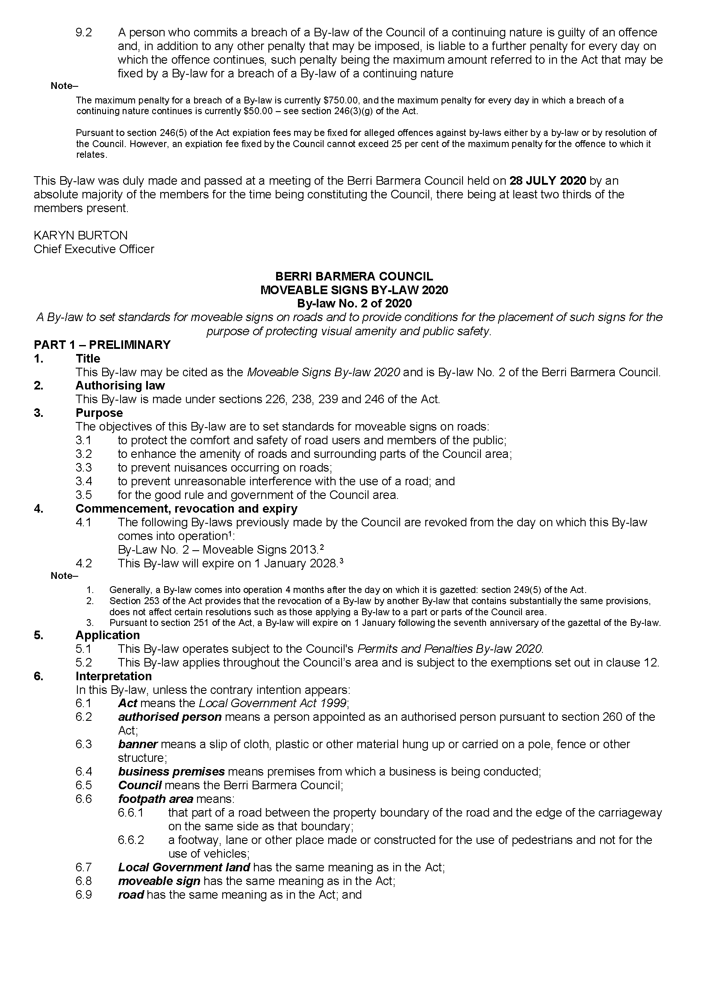 9.2 A person who commits a breach of a By-law of the Council of a continuing nature is guilty of an offence
and, in addition to any other penalty that may be imposed, is liable to a further penalty for every day on
which the offence continues, such penalty being the maximum amount referred to in the Act that may be
fixed by a By-law for a breach of a By-law of a continuing nature
Note–
The maximum penalty for a breach of a By-law is currently $750.00, and the maximum penalty for every day in which a breach of a
continuing nature continues is currently $50.00 – see section 246(3)(g) of the Act.
Pursuant to section 246(5) of the Act expiation fees may be fixed for alleged offences against by-laws either by a by-law or by resolution of
the Council. However, an expiation fee fixed by the Council cannot exceed 25 per cent of the maximum penalty for the offence to which it
relates.
This By-law was duly made and passed at a meeting of the Berri Barmera Council held on 28 JULY 2020 by an
absolute majority of the members for the time being constituting the Council, there being at least two thirds of the
members present.
KARYN BURTON
Chief Executive Officer
BERRI BARMERA COUNCIL
MOVEABLE SIGNS BY-LAW 2020
By-law No. 2 of 2020
A By-law to set standards for moveable signs on roads and to provide conditions for the placement of such signs for the
purpose of protecting visual amenity and public safety.
PART 1 – PRELIMINARY
1. Title
This By-law may be cited as the Moveable Signs By-law 2020 and is By-law No. 2 of the Berri Barmera Council.
2. Authorising law
This By-law is made under sections 226, 238, 239 and 246 of the Act.
3. Purpose
The objectives of this By-law are to set standards for moveable signs on roads:
3.1 to protect the comfort and safety of road users and members of the public;
3.2 to enhance the amenity of roads and surrounding parts of the Council area;
3.3 to prevent nuisances occurring on roads;
3.4 to prevent unreasonable interference with the use of a road; and
3.5 for the good rule and government of the Council area.
4. Commencement, revocation and expiry
4.1 The following By-laws previously made by the Council are revoked from the day on which this By-law
comes into operation¹:
By-Law No. 2 – Moveable Signs 2013.²
4.2 This By-law will expire on 1 January 2028.³
Note–
1. Generally, a By-law comes into operation 4 months after the day on which it is gazetted: section 249(5) of the Act.
2. Section 253 of the Act provides that the revocation of a By-law by another By-law that contains substantially the same provisions,
does not affect certain resolutions such as those applying a By-law to a part or parts of the Council area.
3. Pursuant to section 251 of the Act, a By-law will expire on 1 January following the seventh anniversary of the gazettal of the By-law.
5. Application
5.1 This By-law operates subject to the Council's Permits and Penalties By-law 2020.
5.2 This By-law applies throughout the Council’s area and is subject to the exemptions set out in clause 12.
6. Interpretation
In this By-law, unless the contrary intention appears:
6.1 Act means the Local Government Act 1999;
6.2 authorised person means a person appointed as an authorised person pursuant to section 260 of the
Act;
6.3 banner means a slip of cloth, plastic or other material hung up or carried on a pole, fence or other
structure;
6.4 business premises means premises from which a business is being conducted;
6.5 Council means the Berri Barmera Council;
6.6 footpath area means:
6.6.1 that part of a road between the property boundary of the road and the edge of the carriageway
on the same side as that boundary;
6.6.2 a footway, lane or other place made or constructed for the use of pedestrians and not for the
use of vehicles;
6.7 Local Government land has the same meaning as in the Act;
6.8 moveable sign has the same meaning as in the Act;
6.9 road has the same meaning as in the Act; and